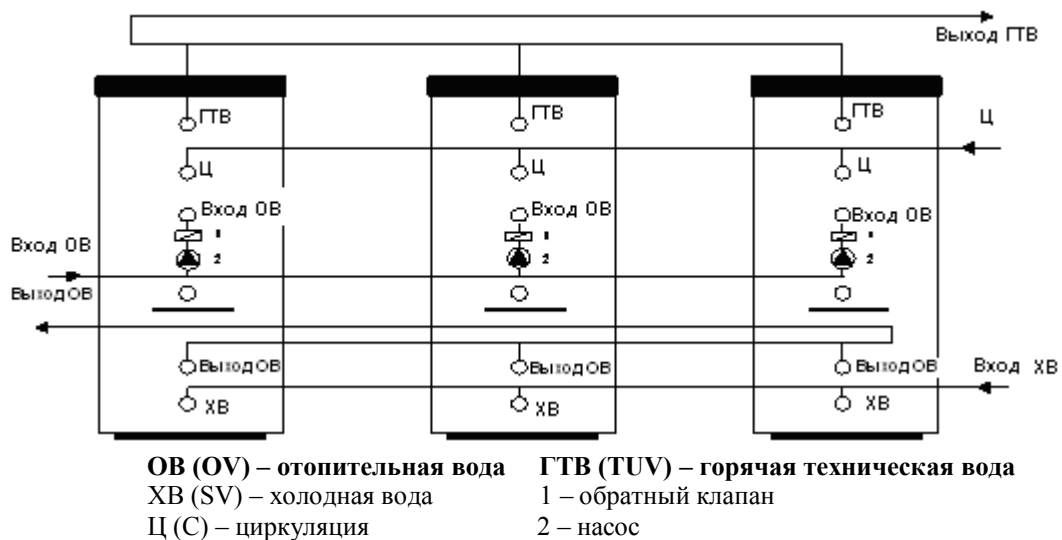 Выход ГТВ
ГТВ ГТВ ГТВ Ц
Ц Ц Ц
Вход ОВ Вход ОВ Вход ОВ
1 1 1
Вход ОВ 2 2 2
Выход ОВ
Выход ОВ Выход ОВ Выход ОВ Вход ХВ
ХВ ХВ ХВ
ОВ (OV) – отопительная вода ГТВ (TUV) – горячая техническая вода
ХВ (SV) – холодная вода 1 – обратный клапан
Ц (C) – циркуляция 2 – насос